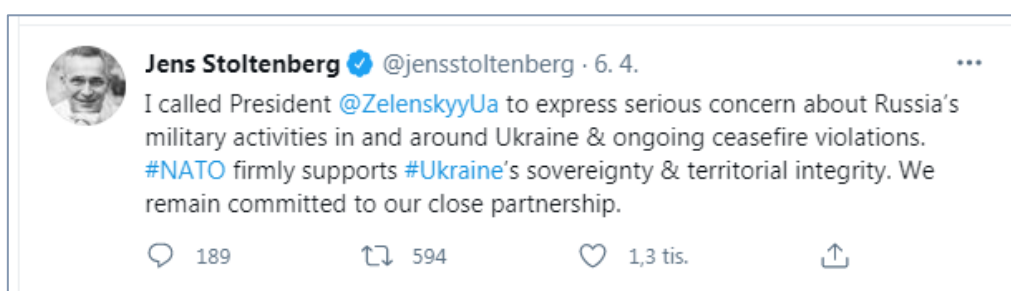 Jens Stoltenberg @jensstoltenberg · 6. 4.
I called President @ZelenskyyUa to express serious concern about Russia's
military activities in and around Ukraine & ongoing ceasefire violations.
#NATO firmly supports #Ukraine's sovereignty & territorial integrity. We
remain committed to our close partnership.
189 594 1,3 tis.